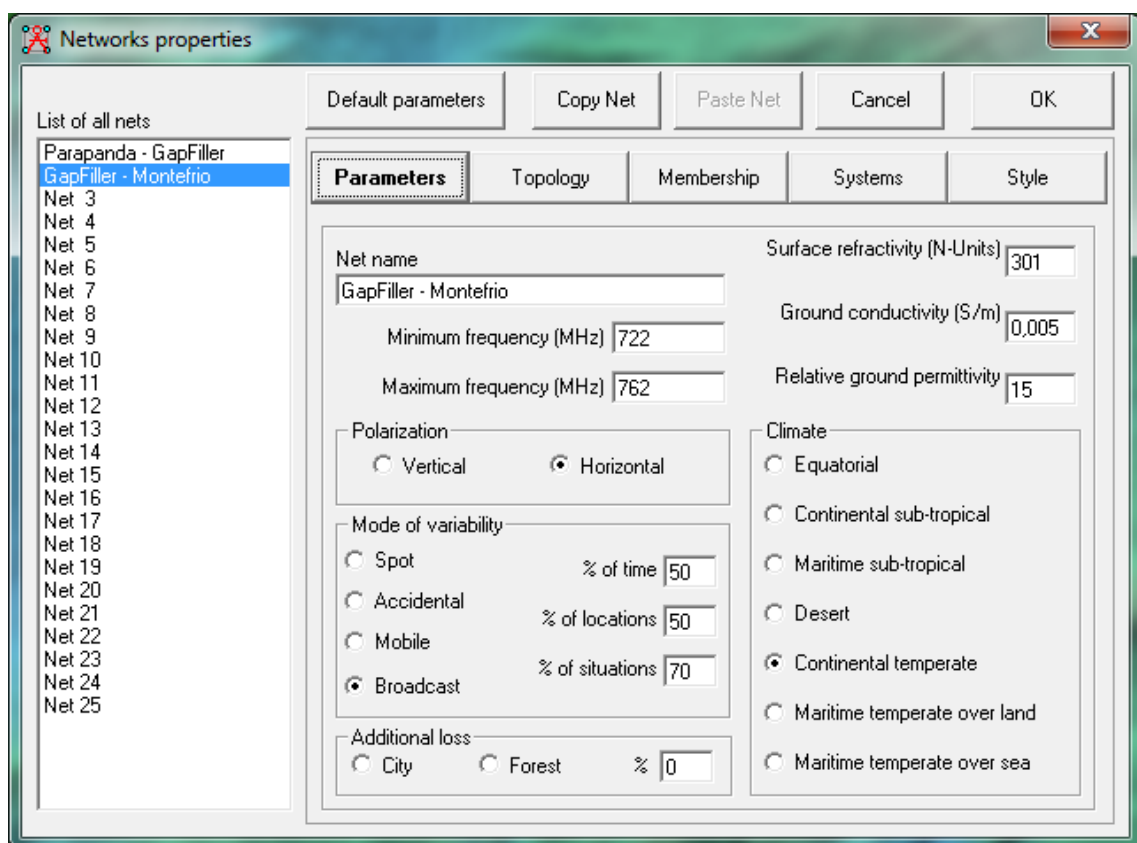 Networks properties
Default parameters
Copy Net
Paste Net
Cancel
OK
List of all nets
Parapanda - GapFiller
GapFiller - Montefrio
Net 3
Net 4
Net 5
Net 6
Net 7
Net 8
Net 9
Net 10
Net 11
Net 12
Net 13
Net 14
Net 15
Net 16
Net 17
Net 18
Net 19
Net 20
Net 21
Net 22
Net 23
Net 24
Net 25
Parameters
Topology
Membership
Systems
Style
Net name
GapFiller - Montefrio
Minimum frequency (MHz) 722
Maximum frequency (MHz) 762
Surface refractivity (N-Units) 301
Ground conductivity (S/m) 0,005
Relative ground permittivity 15
Polarization
Vertical
Horizontal
Mode of variability
Spot
Accidental
Mobile
Broadcast
% of time 50
% of locations 50
% of situations 70
Additional loss
City
Forest
% 0
Climate
Equatorial
Continental sub-tropical
Maritime sub-tropical
Desert
Continental temperate
Maritime temperate over land
Maritime temperate over sea